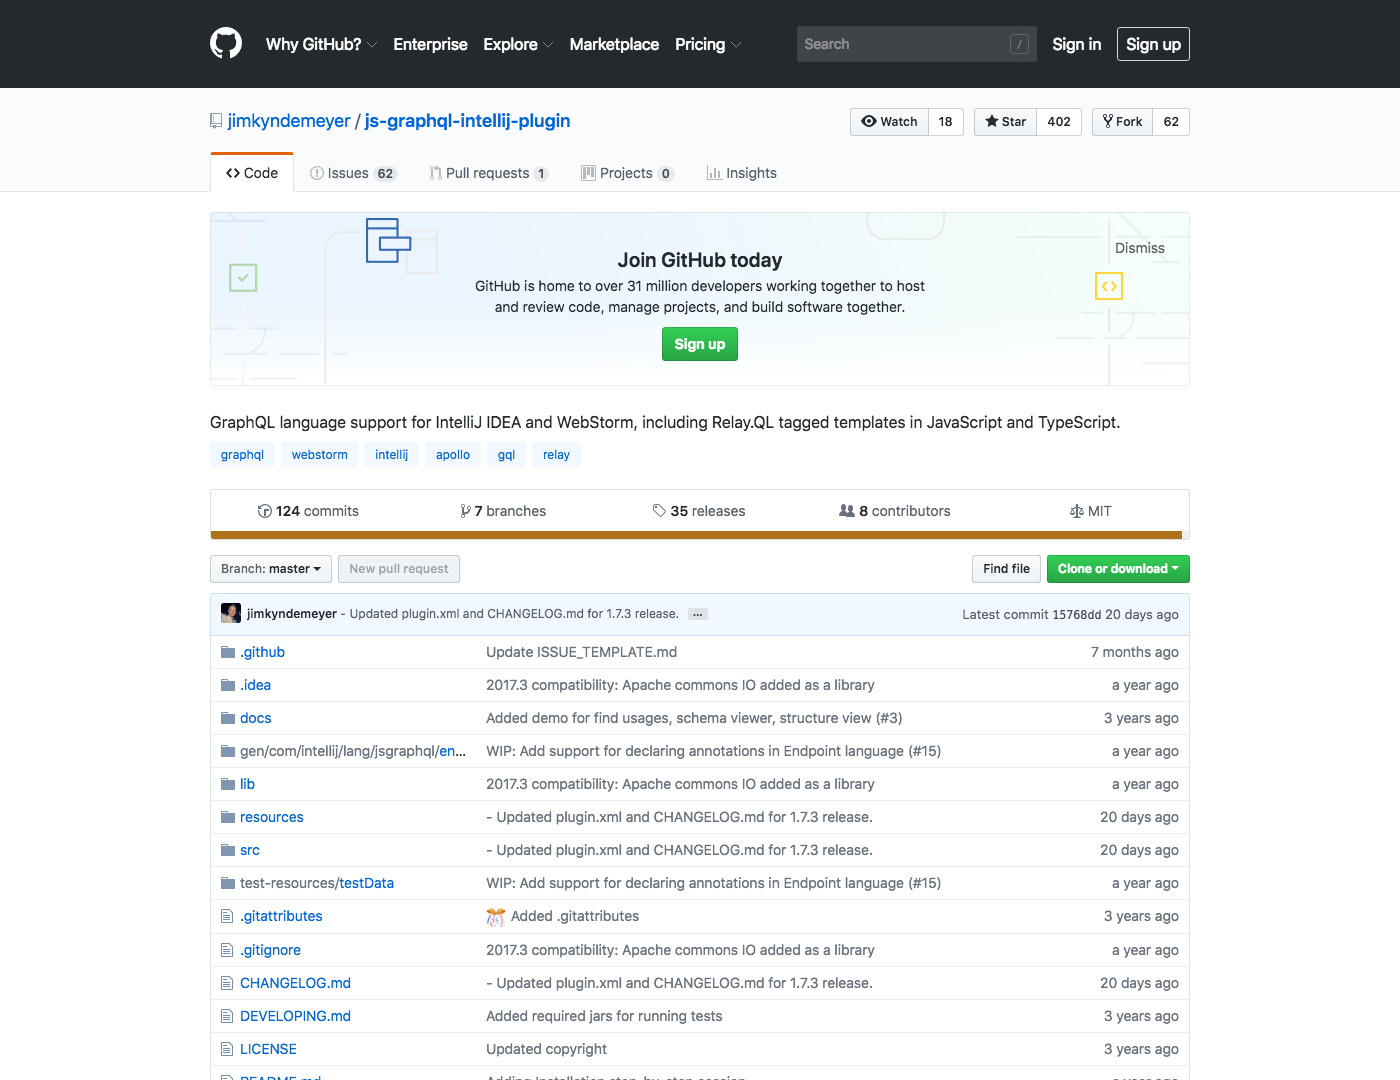 Why GitHub? Enterprise Explore Marketplace Pricing Search / Sign in Sign up
jimkyndemeyer / js-graphql-intellij-plugin Watch 18 Star 402 Fork 62
Code Issues 62 Pull requests 1 Projects 0 Insights
Dismiss
Join GitHub today
GitHub is home to over 31 million developers working together to host
and review code, manage projects, and build software together.
Sign up
GraphQL language support for IntelliJ IDEA and WebStorm, including Relay.QL tagged templates in JavaScript and TypeScript.
graphql webstorm intellij apollo gql relay
124 commits 7 branches 35 releases 8 contributors MIT
Branch: master New pull request Find file Clone or download
jimkyndemeyer - Updated plugin.xml and CHANGELOG.md for 1.7.3 release. … Latest commit 15768dd 20 days ago
.github Update ISSUE_TEMPLATE.md 7 months ago
.idea 2017.3 compatibility: Apache commons IO added as a library a year ago
docs Added demo for find usages, schema viewer, structure view (#3) 3 years ago
gen/com/intellij/lang/jsgraphql/en... WIP: Add support for declaring annotations in Endpoint language (#15) a year ago
lib 2017.3 compatibility: Apache commons IO added as a library a year ago
resources - Updated plugin.xml and CHANGELOG.md for 1.7.3 release. 20 days ago
src - Updated plugin.xml and CHANGELOG.md for 1.7.3 release. 20 days ago
test-resources/testData WIP: Add support for declaring annotations in Endpoint language (#15) a year ago
.gitattributes Added .gitattributes 3 years ago
.gitignore 2017.3 compatibility: Apache commons IO added as a library a year ago
CHANGELOG.md - Updated plugin.xml and CHANGELOG.md for 1.7.3 release. 20 days ago
DEVELOPING.md Added required jars for running tests 3 years ago
LICENSE Updated copyright 3 years ago
README.md Adding Installation step-by-step session a year ago